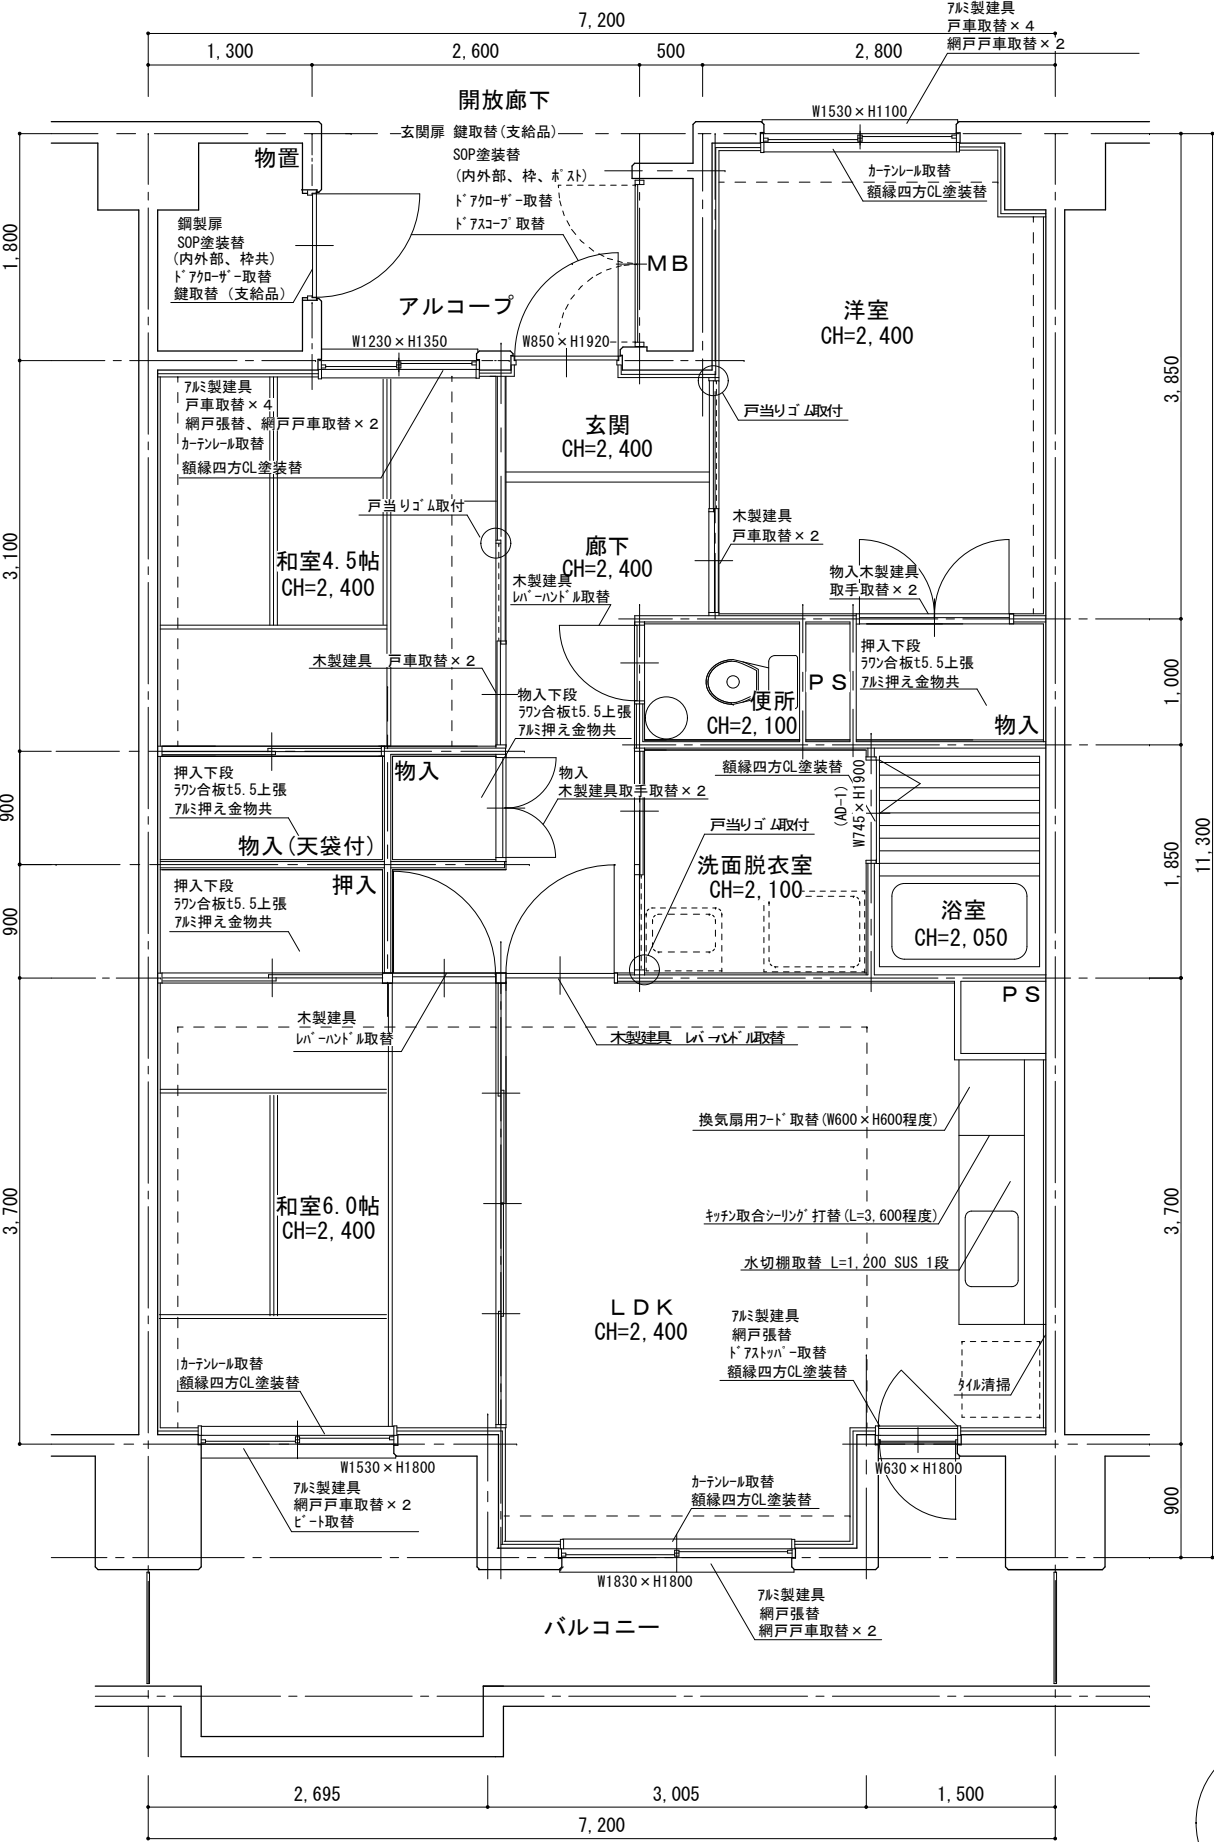 7,200
1,300
2,600
500
2,800
ｱﾙﾐ製建具
戸車取替×４
網戸戸車取替×２
開放廊下
玄関扉 鍵取替(支給品)
SOP塗装替
(内外部、枠、ﾎﾟｽﾄ)
ﾄﾞｱｸﾛｰｻﾞｰ取替
ﾄﾞｱｽｺｰﾌﾟ取替
W1530×H1100
ｶｰﾃﾝﾚｰﾙ取替
額縁四方CL塗装替
物置
鋼製扉
SOP塗装替
(内外部、枠共)
ﾄﾞｱｸﾛｰｻﾞｰ取替
鍵取替（支給品）
アルコープ
ＭＢ
W1230×H1350
W850×H1920
洋室
CH=2,400
1,800
3,850
ｱﾙﾐ製建具
戸車取替×４
網戸張替、網戸戸車取替×２
ｶｰﾃﾝﾚｰﾙ取替
額縁四方CL塗装替
玄関
CH=2,400
戸当りｺﾞﾑ取付
戸当りｺﾞﾑ取付
木製建具
戸車取替×２
廊下
CH=2,400
和室4.5帖
CH=2,400
3,100
木製建具
ﾚﾊﾞｰﾊﾝﾄﾞﾙ取替
物入木製建具
取手取替×２
木製建具　戸車取替×２
押入下段
ﾗﾜﾝ合板t5.5上張
ｱﾙﾐ押え金物共
物入
1,000
ＰＳ
便所
CH=2,100
物入下段
ﾗﾜﾝ合板t5.5上張
ｱﾙﾐ押え金物共
押入下段
ﾗﾜﾝ合板t5.5上張
ｱﾙﾐ押え金物共
物入(天袋付)
物入
物入
木製建具取手取替×２
額縁四方CL塗装替
(AD-1)
W745×H1900
戸当りｺﾞﾑ取付
洗面脱衣室
CH=2,100
浴室
CH=2,050
900
900
1,850
11,300
押入下段
ﾗﾜﾝ合板t5.5上張
ｱﾙﾐ押え金物共
押入
ＰＳ
木製建具
ﾚﾊﾞｰﾊﾝﾄﾞﾙ取替
木製建具　ﾚﾊﾞｰﾊﾝﾄﾞﾙ取替
換気扇用ﾌｰﾄﾞ取替(W600×H600程度)
キッチン取合ｼｰﾘﾝｸﾞ打替(L=3,600程度)
水切棚取替 L=1,200 SUS 1段
和室6.0帖
CH=2,400
3,700
3,700
ＬＤＫ
CH=2,400
ｱﾙﾐ製建具
網戸張替
ﾄﾞｱｽﾄｯﾊﾟｰ取替
額縁四方CL塗装替
ﾀｲﾙ清掃
ｶｰﾃﾝﾚｰﾙ取替
額縁四方CL塗装替
W1530×H1800
W630×H1800
ｱﾙﾐ製建具
網戸戸車取替×２
ﾋﾞｰﾄ取替
ｶｰﾃﾝﾚｰﾙ取替
額縁四方CL塗装替
900
W1830×H1800
ｱﾙﾐ製建具
網戸張替
網戸戸車取替×２
バルコニー
2,695
3,005
1,500
7,200